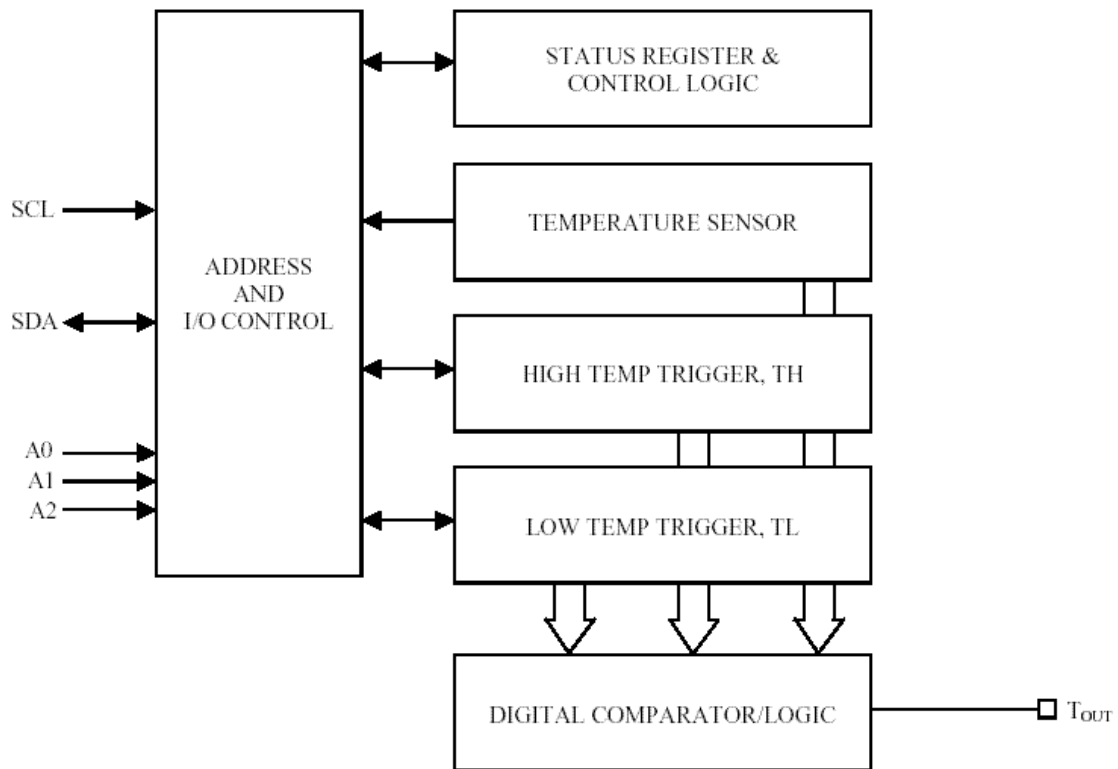 STATUS REGISTER &
CONTROL LOGIC
SCL
TEMPERATURE SENSOR
ADDRESS
AND
I/O CONTROL
SDA
HIGH TEMP TRIGGER, TH
A0
A1
A2
LOW TEMP TRIGGER, TL
DIGITAL COMPARATOR/LOGIC
TOUT